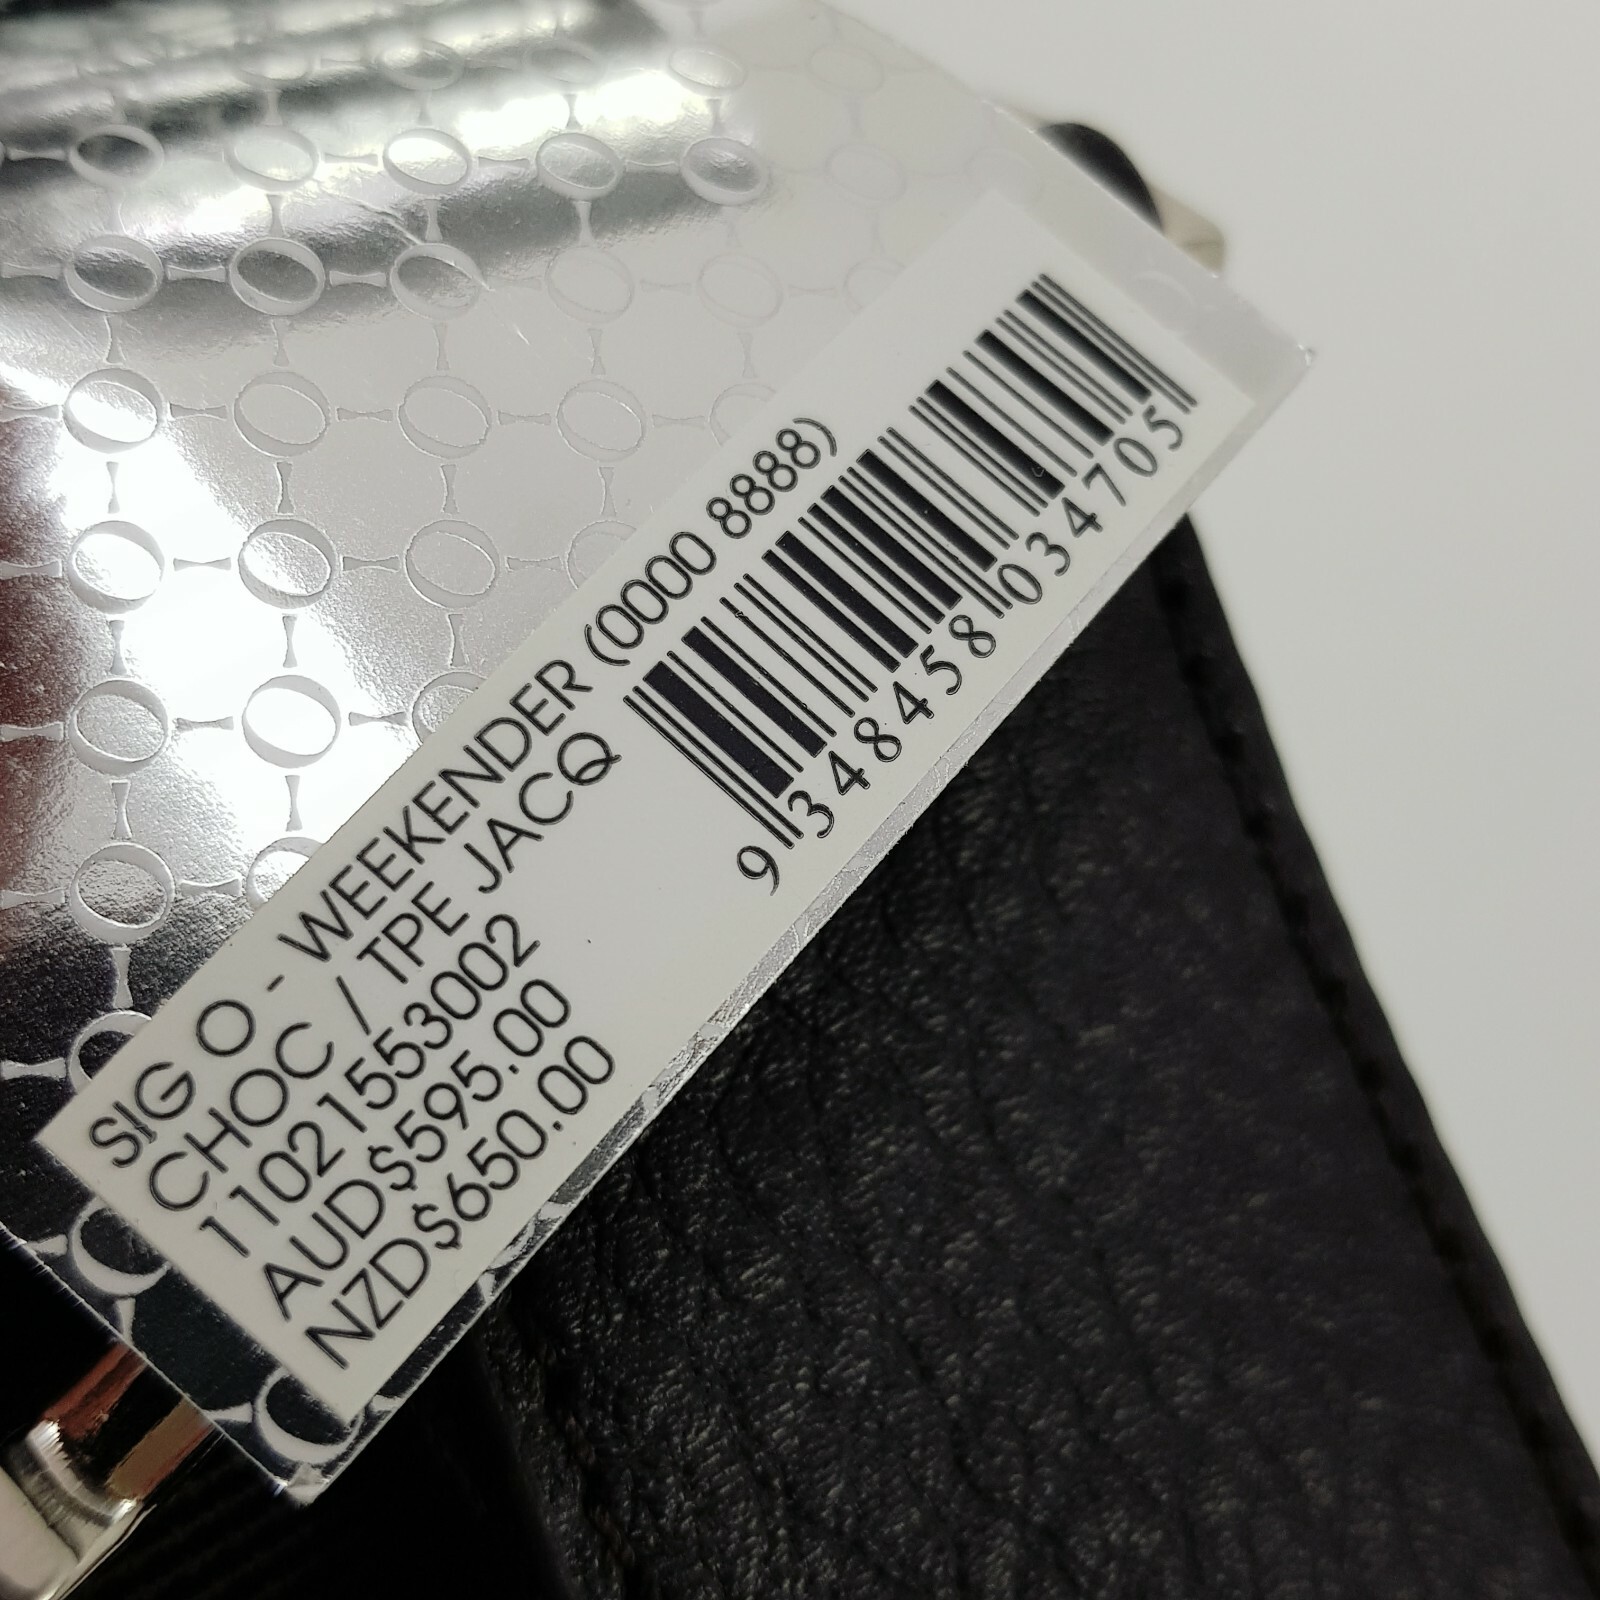 SIG O - WEEKENDER (0000 8888)
CHOC / TPE JACQ
11021553002
AUD$595.00
NZD$650.00
9 348458 034705